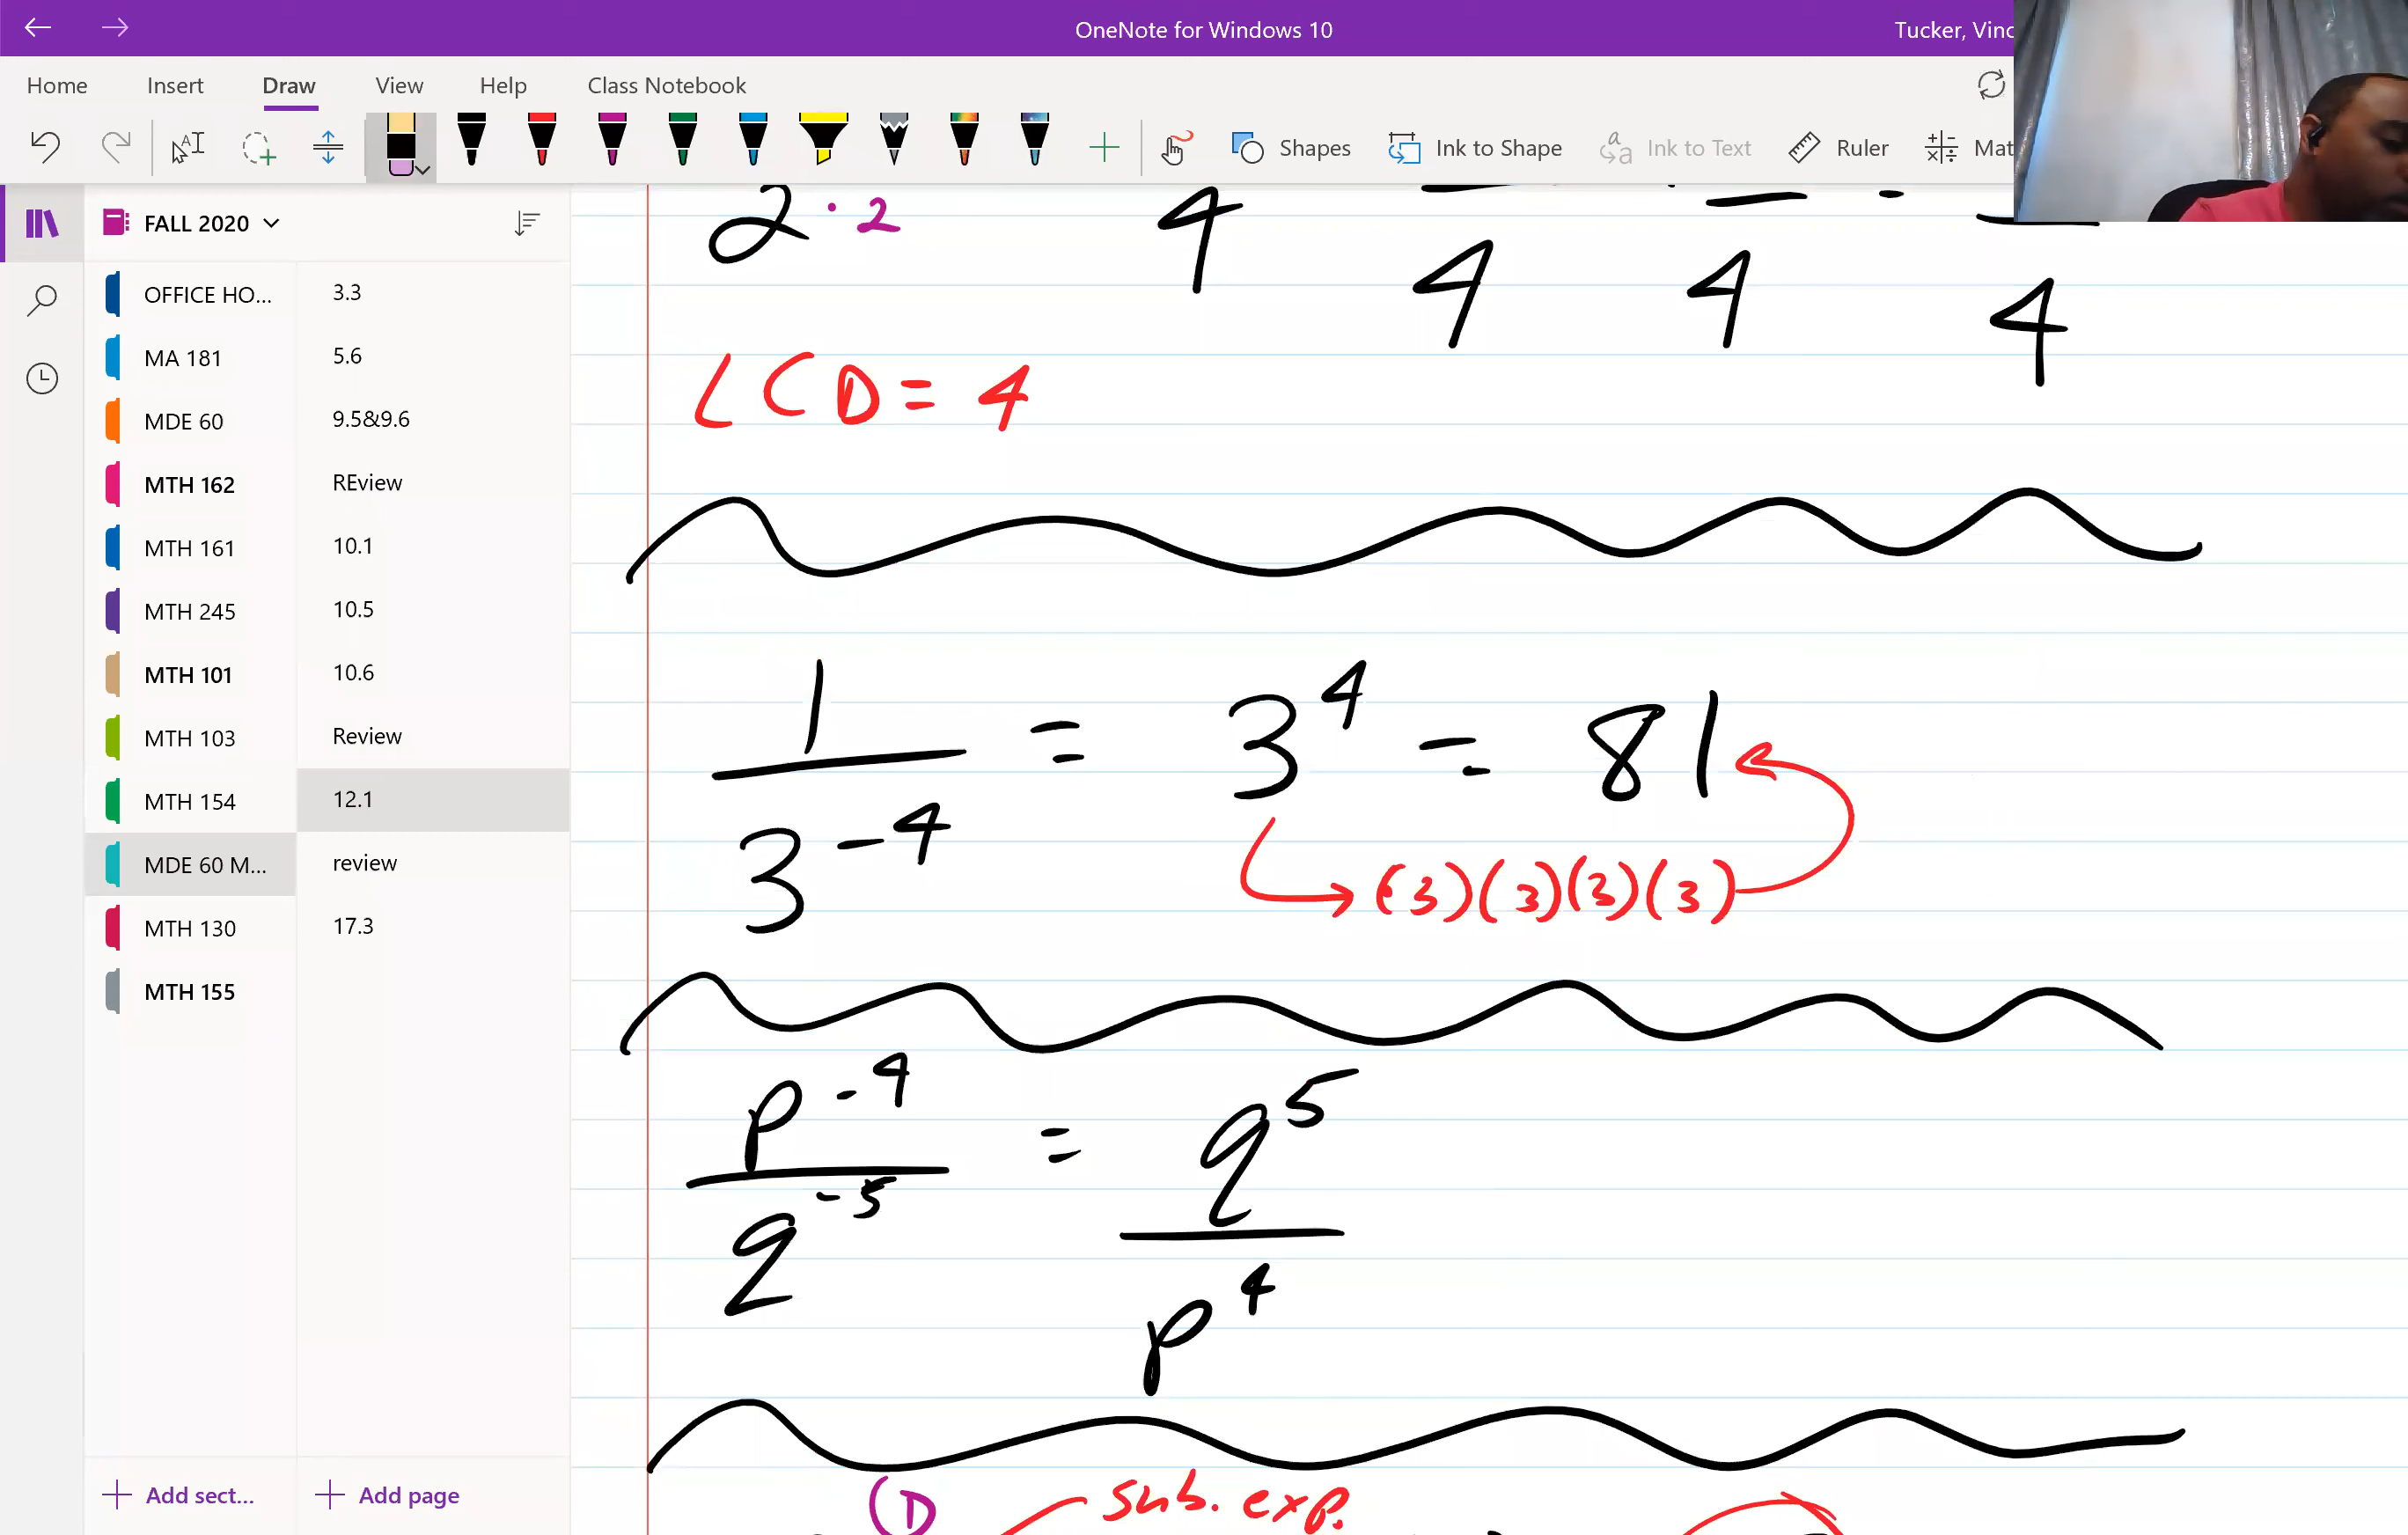 OneNote for Windows 10
Tucker, Vinc
Home Insert Draw View Help Class Notebook
Shapes Ink to Shape Ink to Text Ruler Mat
FALL 2020
OFFICE HO...
MA 181
MDE 60
MTH 162
MTH 161
MTH 245
MTH 101
MTH 103
MTH 154
MDE 60 M...
MTH 130
MTH 155
Add sect...
3.3
5.6
9.5&9.6
REview
10.1
10.5
10.6
Review
12.1
review
17.3
Add page
2 · 2 4 4 4 4
LCD = 4
1 / 3^-4 = 3^4 = 81
(3)(3)(3)(3)
p^-4 / q^-5 = q^5 / p^4
sub. exp.